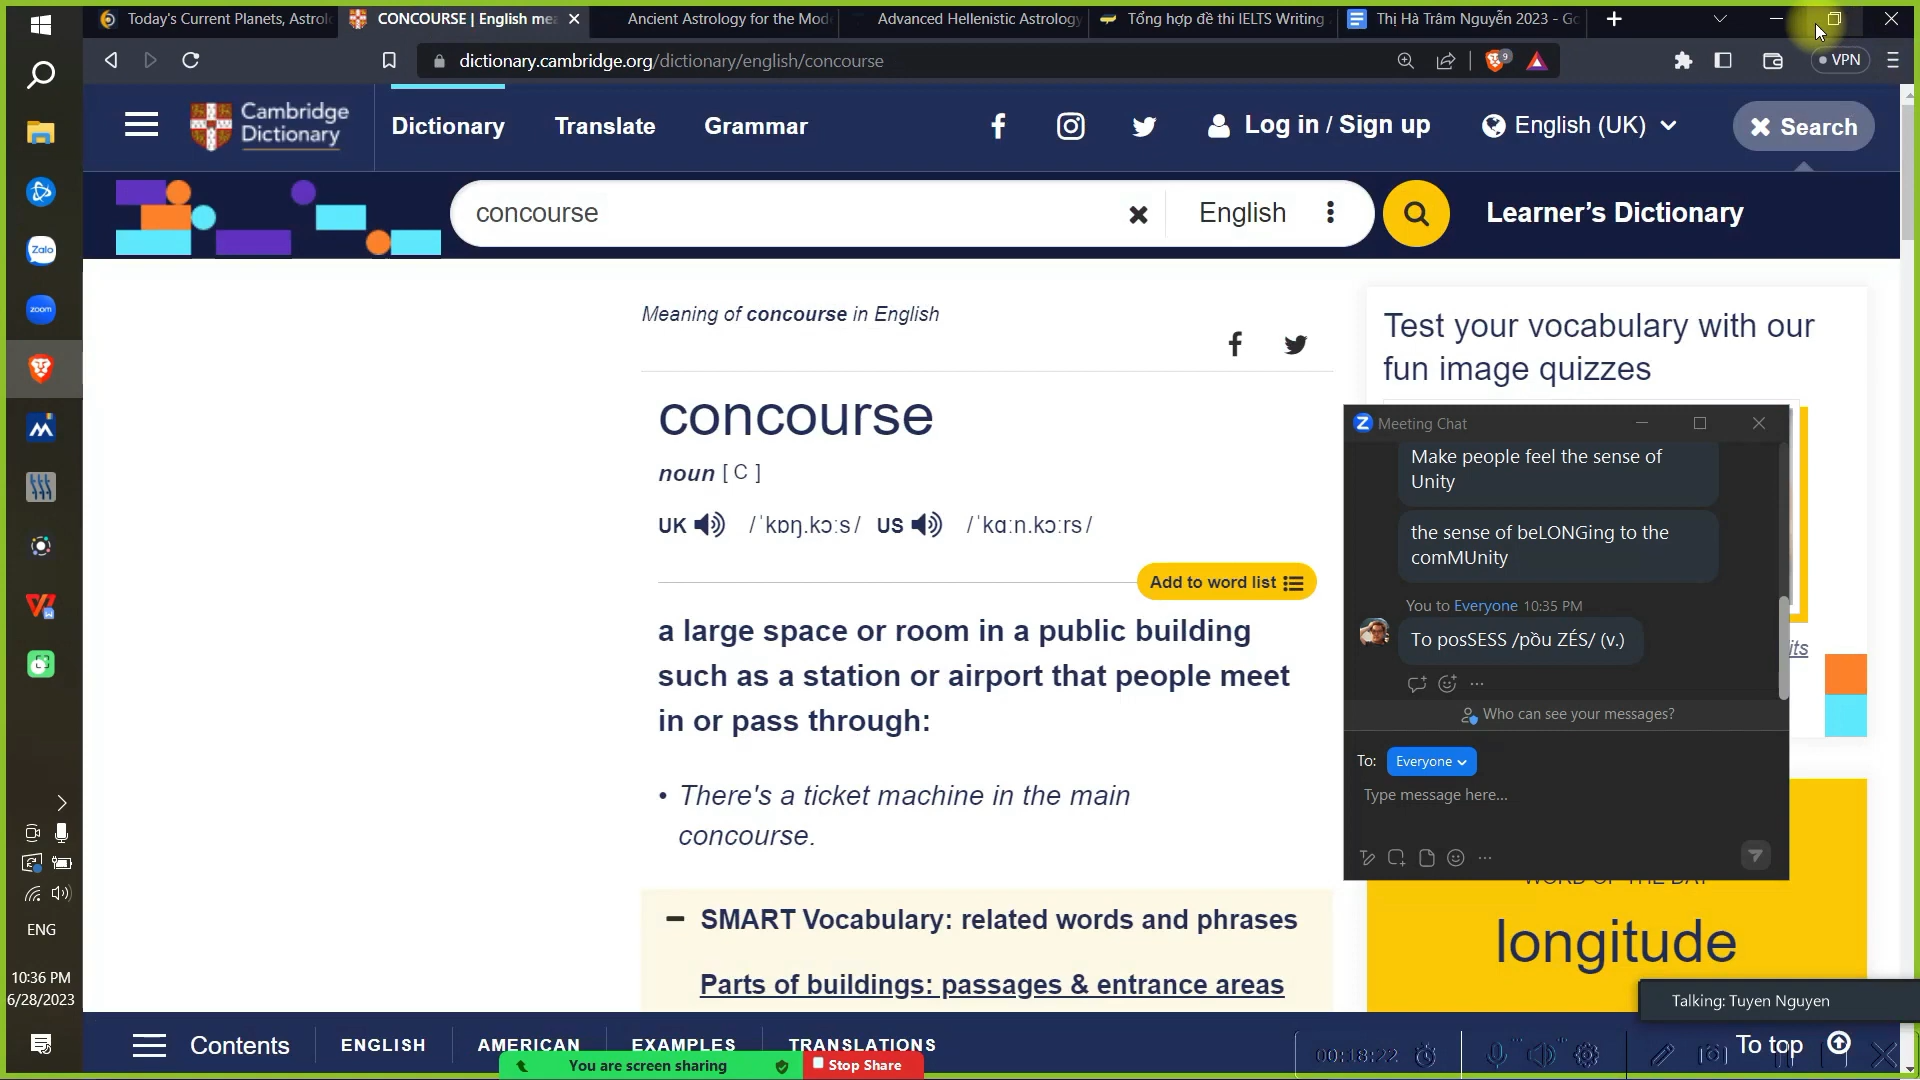 Today's Current Planets, Astrol
CONCOURSE | English me
Ancient Astrology for the Mod
Advanced Hellenistic Astrology
Tổng hợp đề thi IELTS Writing
Thị Hà Trâm Nguyễn 2023 - Go
dictionary.cambridge.org/dictionary/english/concourse
9
VPN
Cambridge
Dictionary
Dictionary
Translate
Grammar
Log in / Sign up
English (UK)
Search
concourse
English
Learner's Dictionary
Meaning of concourse in English
concourse
noun [ C ]
UK /ˈkɒŋ.kɔːs/ US /ˈkɑːn.kɔːrs/
Add to word list
a large space or room in a public building
such as a station or airport that people meet
in or pass through:
• There's a ticket machine in the main
concourse.
SMART Vocabulary: related words and phrases
Parts of buildings: passages & entrance areas
Test your vocabulary with our
fun image quizzes
Meeting Chat
Make people feel the sense of
Unity
the sense of beLONGing to the
comMUnity
You to Everyone 10:35 PM
To posSESS /pồu ZÉS/ (v.)
Who can see your messages?
To: Everyone
Type message here...
its
WORD OF THE DAY
longitude
Talking: Tuyen Nguyen
Zalo
zoom
ENG
10:36 PM
6/28/2023
Contents
ENGLISH
AMERICAN
EXAMPLES
TRANSLATIONS
To top
You are screen sharing
Stop Share
00:18:22